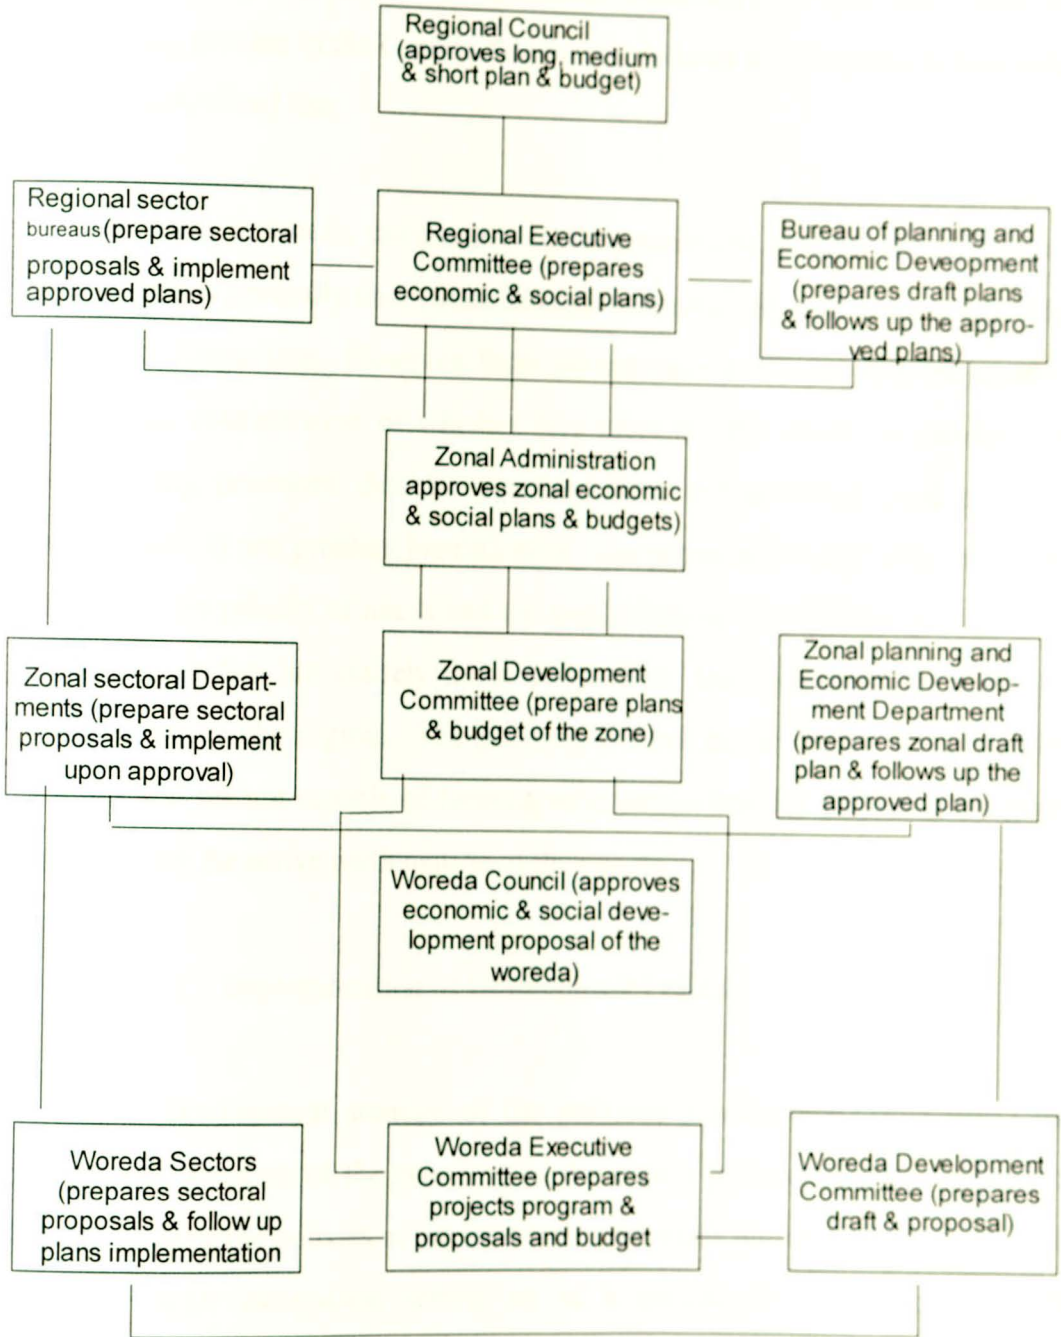 Regional Council
(approves long, medium
& short plan & budget)
Regional sector
bureaus (prepare sectoral
proposals & implement
approved plans)
Regional Executive
Committee (prepares
economic & social plans)
Bureau of planning and
Economic Deveopment
(prepares draft plans
& follows up the appro-
ved plans)
Zonal Administration
approves zonal economic
& social plans & budgets)
Zonal sectoral Depart-
ments (prepare sectoral
proposals & implement
upon approval)
Zonal Development
Committee (prepare plans
& budget of the zone)
Zonal planning and
Economic Develop-
ment Department
(prepares zonal draft
plan & follows up the
approved plan)
Woreda Council (approves
economic & social deve-
lopment proposal of the
woreda)
Woreda Sectors
(prepares sectoral
proposals & follow up
plans implementation
Woreda Executive
Committee (prepares
projects program &
proposals and budget
Woreda Development
Committee (prepares
draft & proposal)